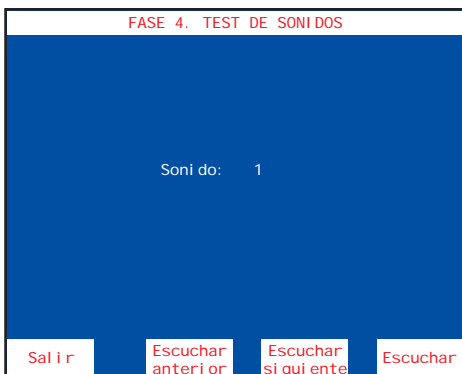 FASE 4. TEST DE SONIDOS
Sonido: 1
Salir
Escuchar
anterior
Escuchar
siguiente
Escuchar